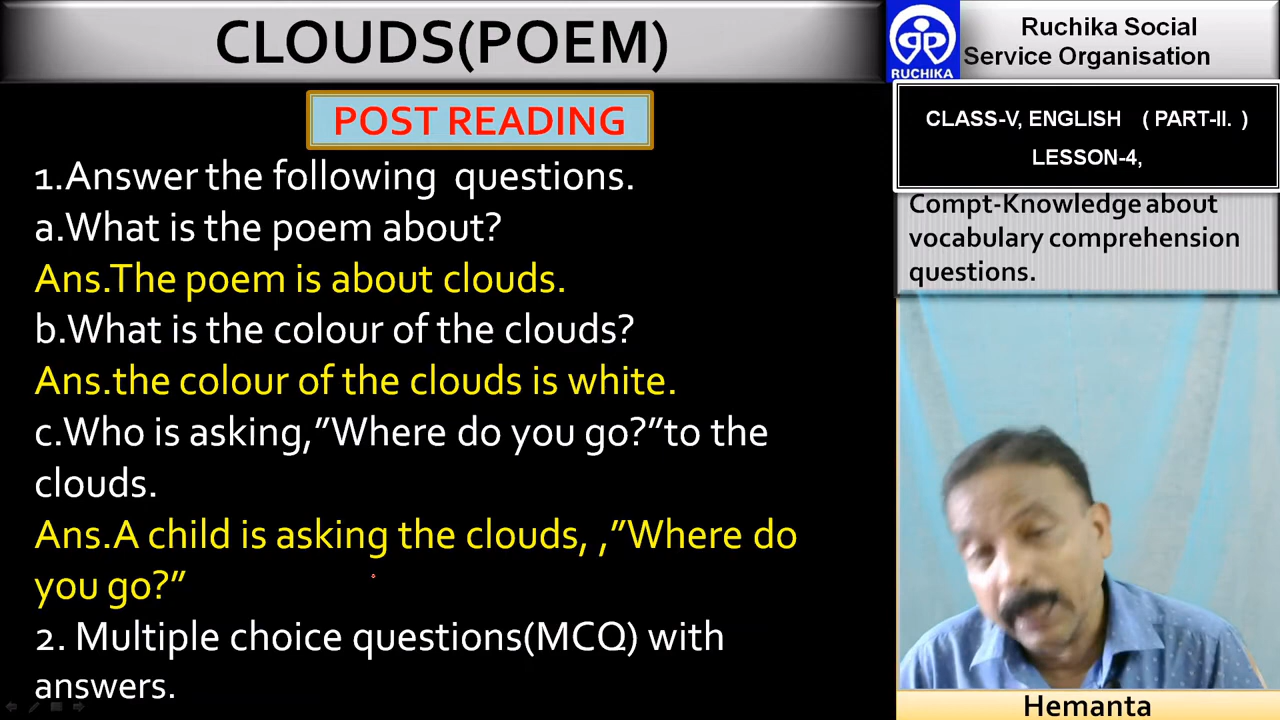 CLOUDS(POEM)
POST READING
1.Answer the following questions.
a.What is the poem about?
Ans.The poem is about clouds.
b.What is the colour of the clouds?
Ans.the colour of the clouds is white.
c.Who is asking,”Where do you go?”to the
clouds.
Ans.A child is asking the clouds, ,”Where do
you go?”
2. Multiple choice questions(MCQ) with
answers.
RUCHIKA
Ruchika Social
Service Organisation
CLASS-V, ENGLISH ( PART-II. )
LESSON-4,
Compt-Knowledge about
vocabulary comprehension
questions.
Hemanta